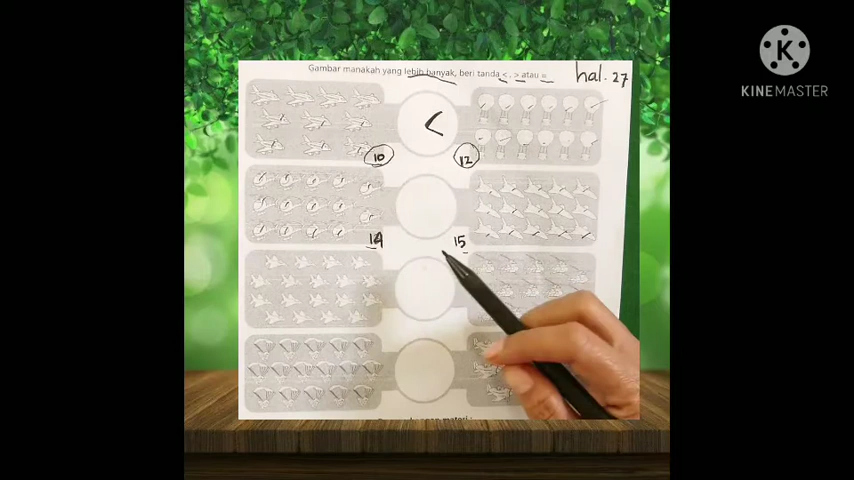 Gambar manakah yang lebih banyak, beri tanda < , > atau =
hal. 27
K
KINEMASTER
<
10
12
14
15